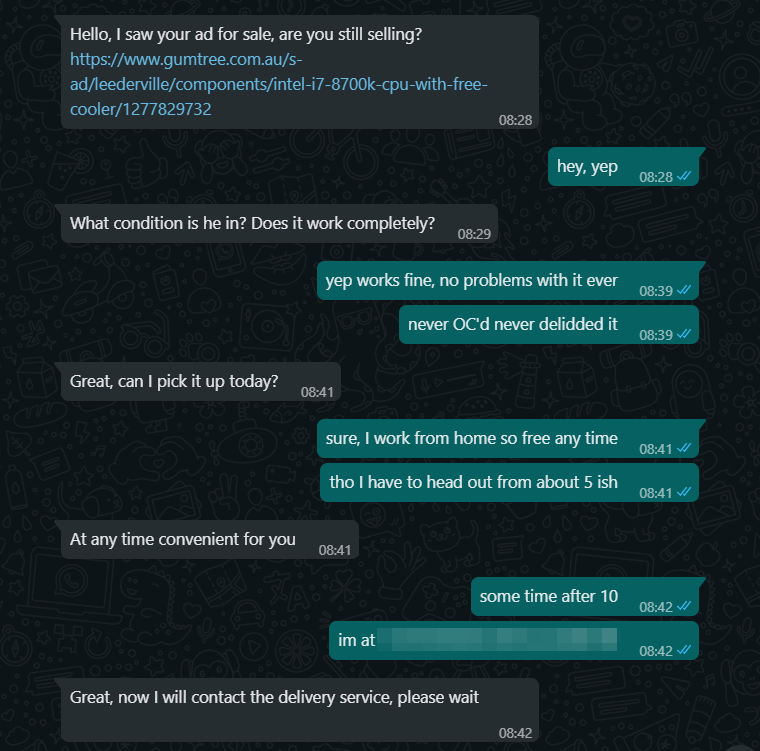 Hello, I saw your ad for sale, are you still selling?
https://www.gumtree.com.au/s-
ad/leederville/components/intel-i7-8700k-cpu-with-free-
cooler/1277829732
08:28
hey, yep
08:28
What condition is he in? Does it work completely?
08:29
yep works fine, no problems with it ever
08:39
never OC'd never delidded it
08:39
Great, can I pick it up today?
08:41
sure, I work from home so free any time
08:41
tho I have to head out from about 5 ish
08:41
At any time convenient for you
08:41
some time after 10
08:42
im at
08:42
Great, now I will contact the delivery service, please wait
08:42